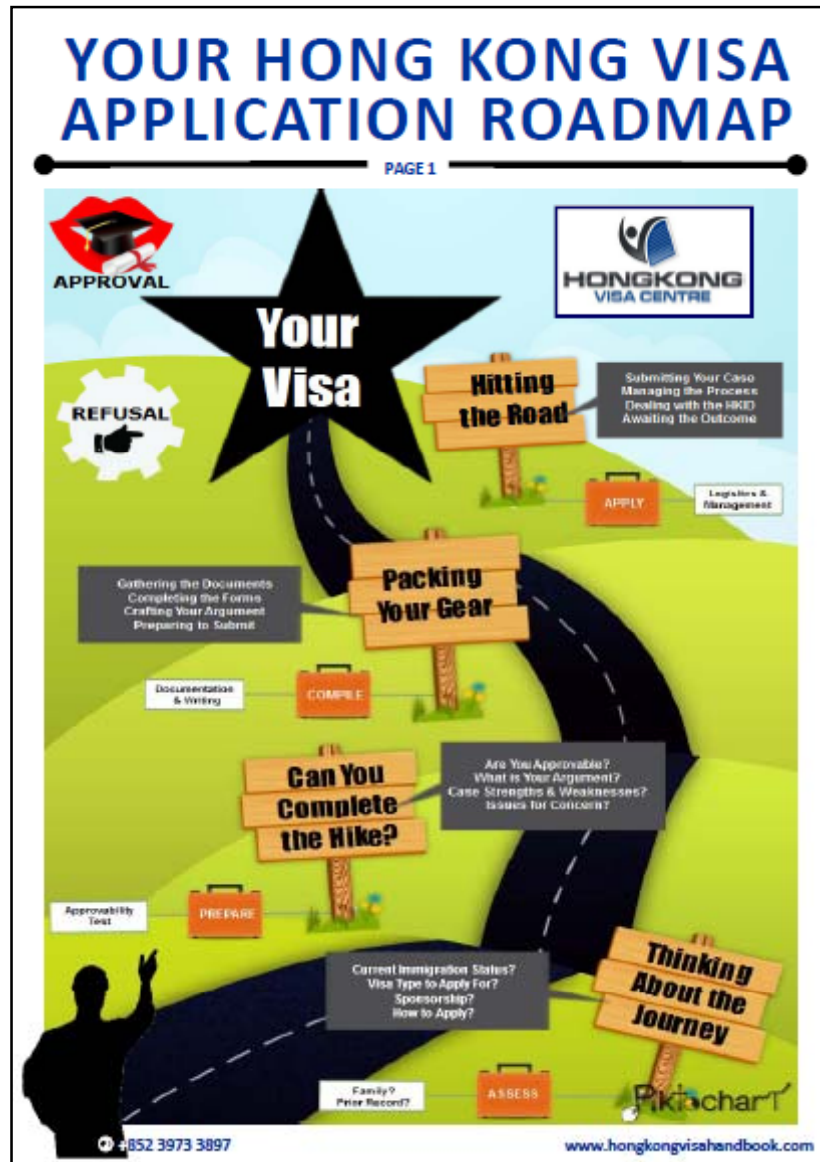 YOUR HONG KONG VISA
APPLICATION ROADMAP
PAGE 1
APPROVAL
HONGKONG
VISA CENTRE
Your
Visa
REFUSAL
Hitting
the Road
Submitting Your Case
Managing the Process
Dealing with the HKID
Awaiting the Outcome
APPLY
Logistics &
Management
Packing
Your Gear
Gathering the Documents
Completing the Forms
Crafting Your Argument
Preparing to Submit
Documentation
& Writing
COMPILE
Can You
Complete
the Hike?
Are You Approvable?
What is Your Argument?
Case Strengths & Weaknesses?
Issues for Concern?
Approvability
Test
PREPARE
Thinking
About the
Journey
Current Immigration Status?
Visa Type to Apply For?
Sponsorship?
How to Apply?
Family?
Prior Record?
ASSESS
PiktocharT
+852 3973 3897
www.hongkongvisahandbook.com